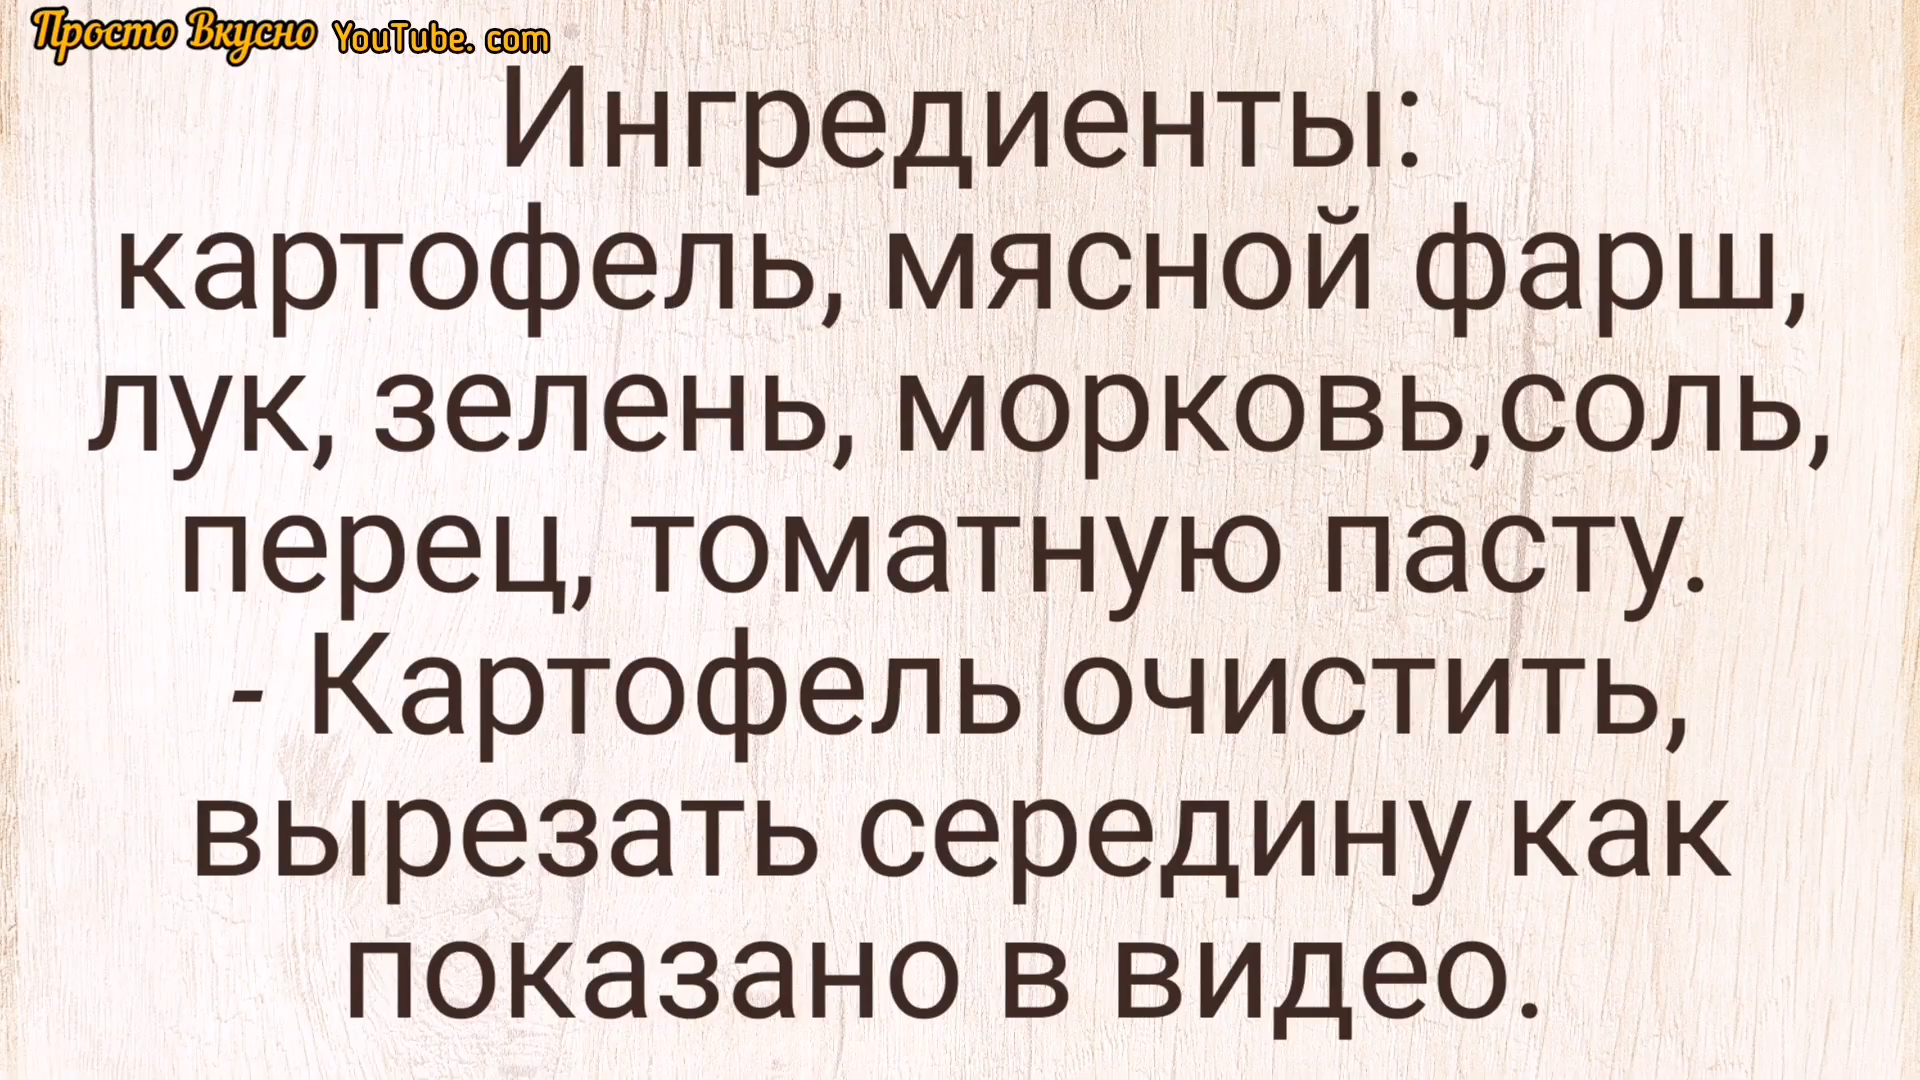 Просто Вкусно YouTube. com
Ингредиенты:
картофель, мясной фарш,
лук, зелень, морковь,соль,
перец, томатную пасту.
- Картофель очистить,
вырезать середину как
показано в видео.